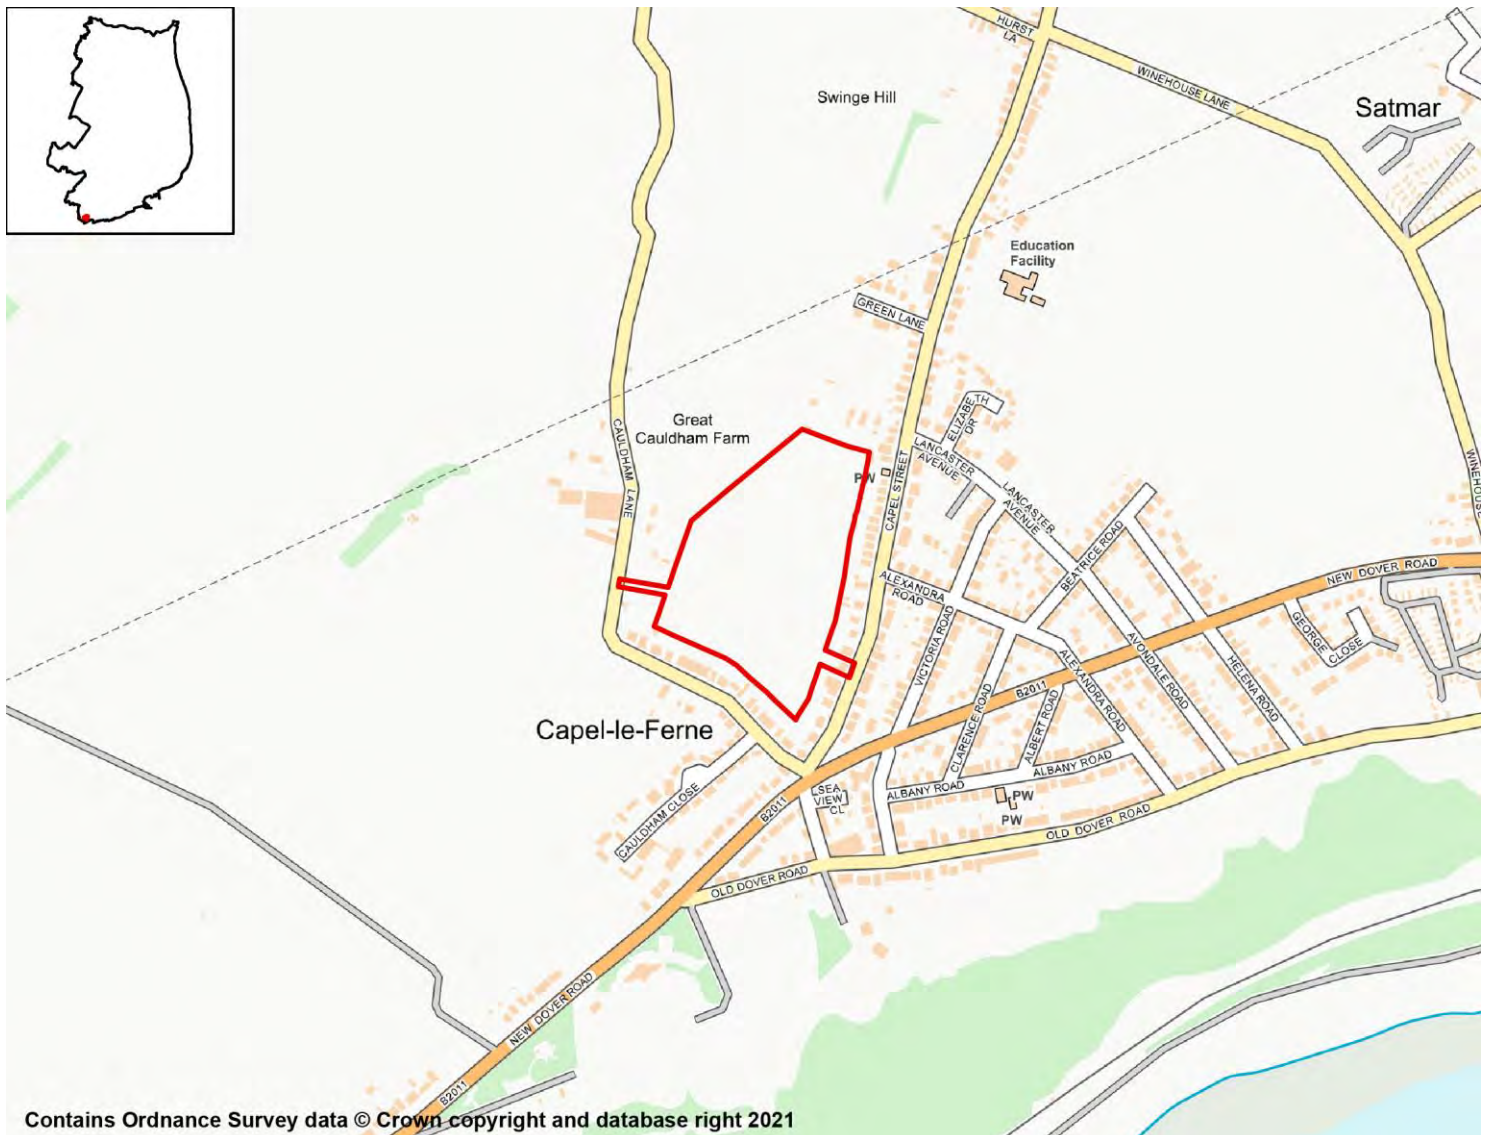 HURST
LA
WINEHOUSE LANE
Swinge Hill
Satmar
Education
Facility
GREEN LANE
ELIZABETH
DR
Great
Cauldham Farm
CAULDHAM LANE
LANCASTER
AVENUE
PW
CAPEL STREET
LANCASTER
AVENUE
WINEHOUSE
BEATRICE ROAD
NEW DOVER ROAD
ALEXANDRA
ROAD
VICTORIA ROAD
GEORGE
CLOSE
AVONDALE ROAD
HELENA ROAD
ALEXANDRA ROAD
B2011
CLARENCE ROAD
ALBERT ROAD
Capel-le-Ferne
ALBANY ROAD
ALBANY ROAD
SEA
VIEW
CL
B2011
PW
PW
CAULDHAM CLOSE
OLD DOVER ROAD
OLD DOVER ROAD
NEW DOVER ROAD
B2011
Contains Ordnance Survey data © Crown copyright and database right 2021